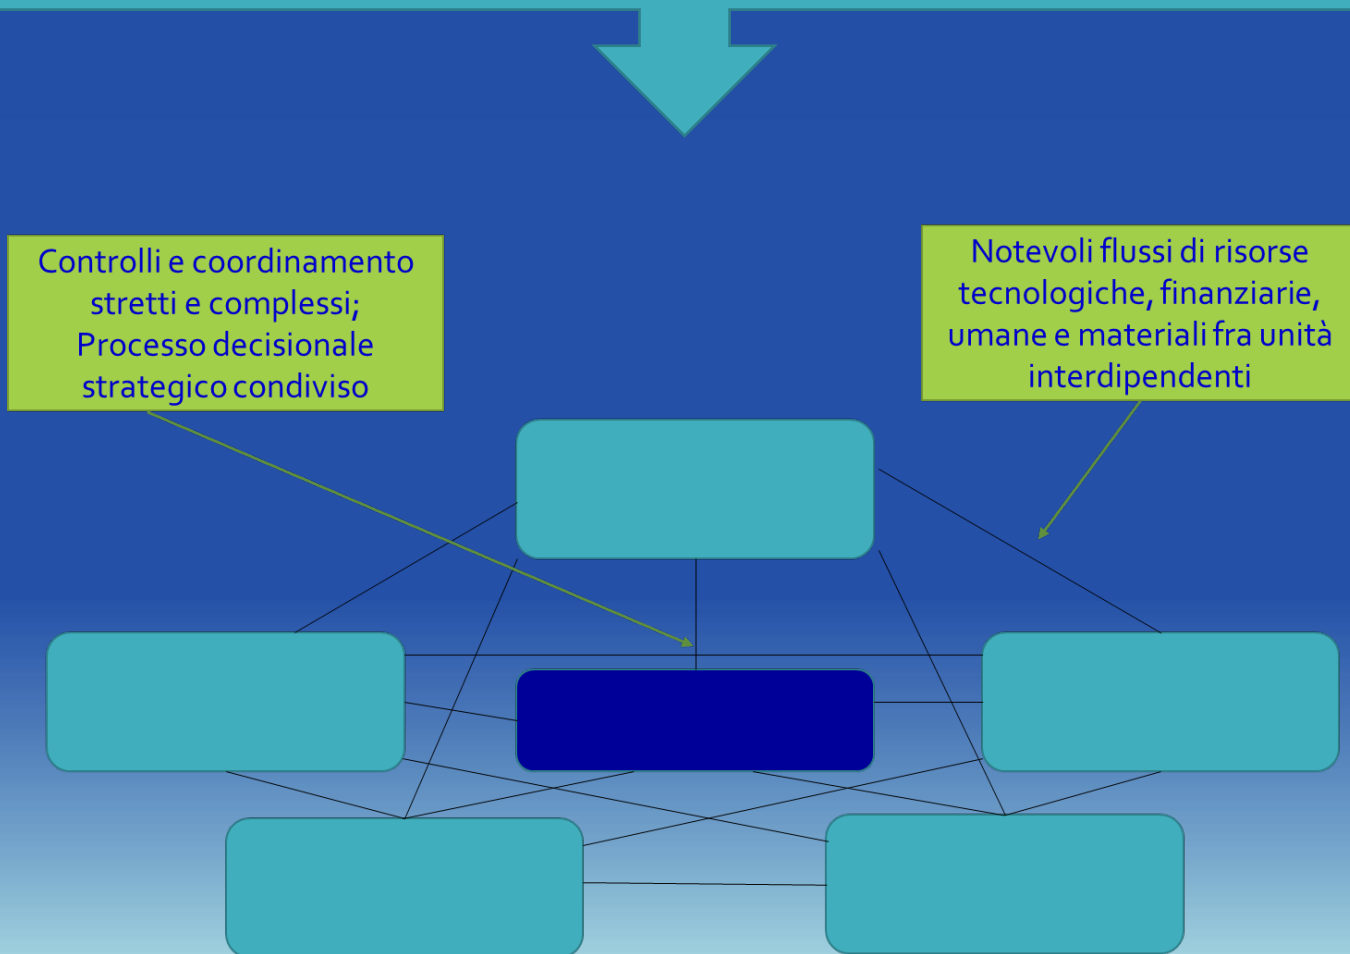 Controlli e coordinamento
stretti e complessi;
Processo decisionale
strategico condiviso
Notevoli flussi di risorse
tecnologiche, finanziarie,
umane e materiali fra unità
interdipendenti